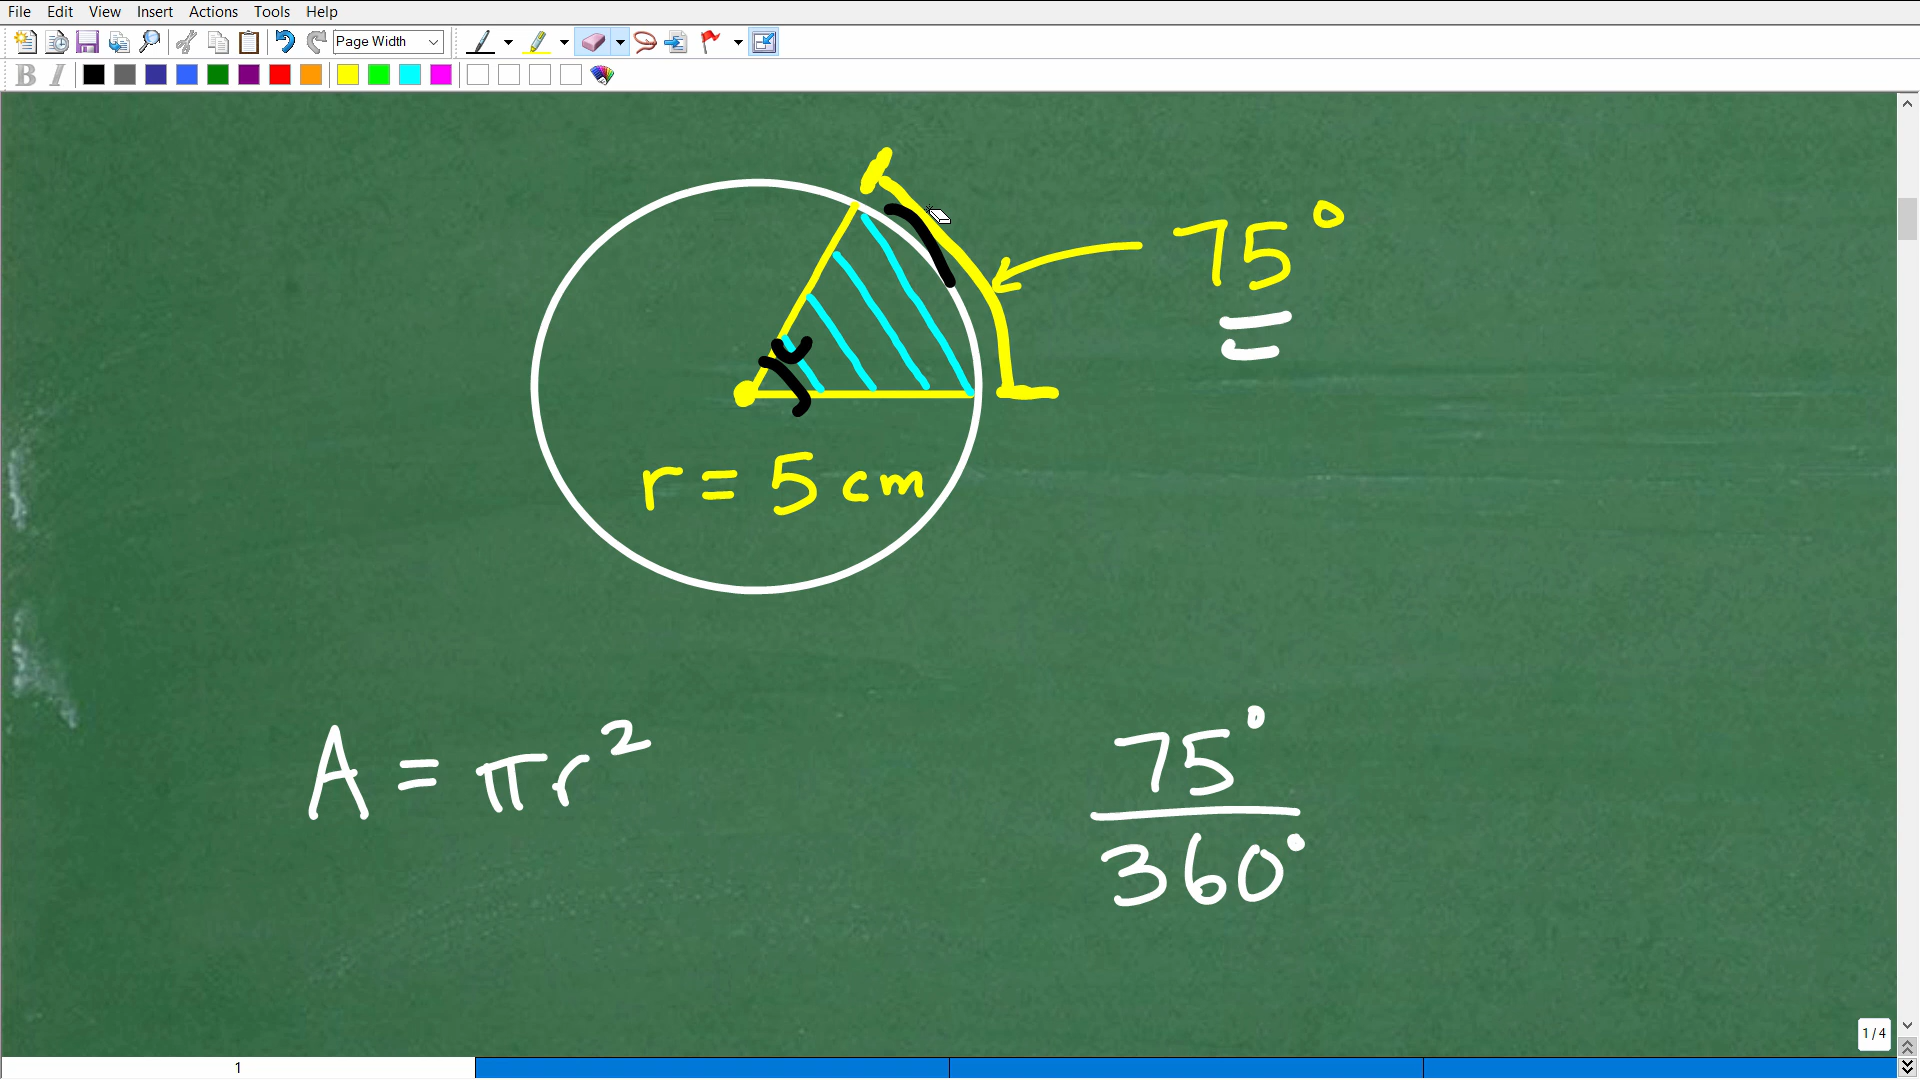 File Edit View Insert Actions Tools Help
Page Width
B I
75°
r = 5 cm
A = πr²
75°
360°
1 / 4
1